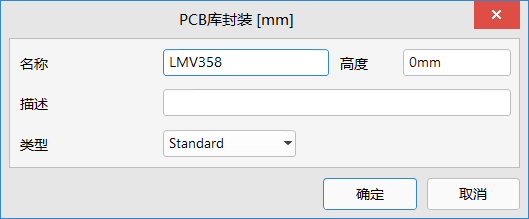 PCB库封装 [mm]
名称 LMV358 高度 0mm
描述
类型 Standard
确定 取消